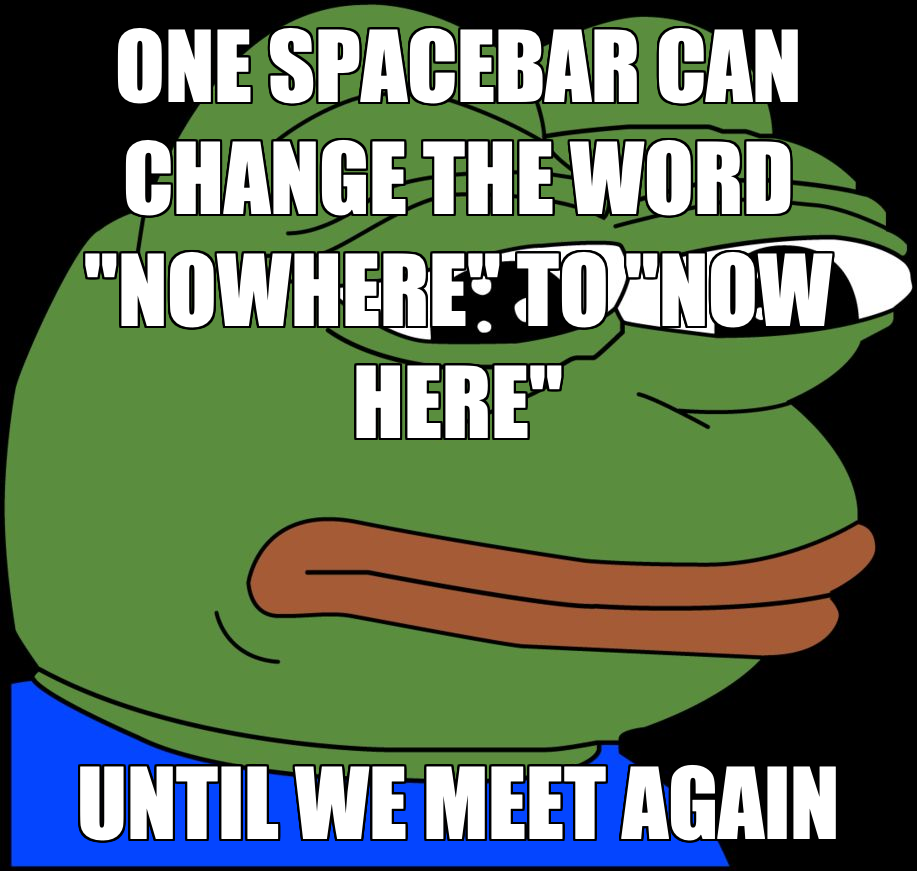 ONE SPACEBAR CAN
CHANGE THE WORD
"NOWHERE" TO "NOW
HERE"
UNTIL WE MEET AGAIN